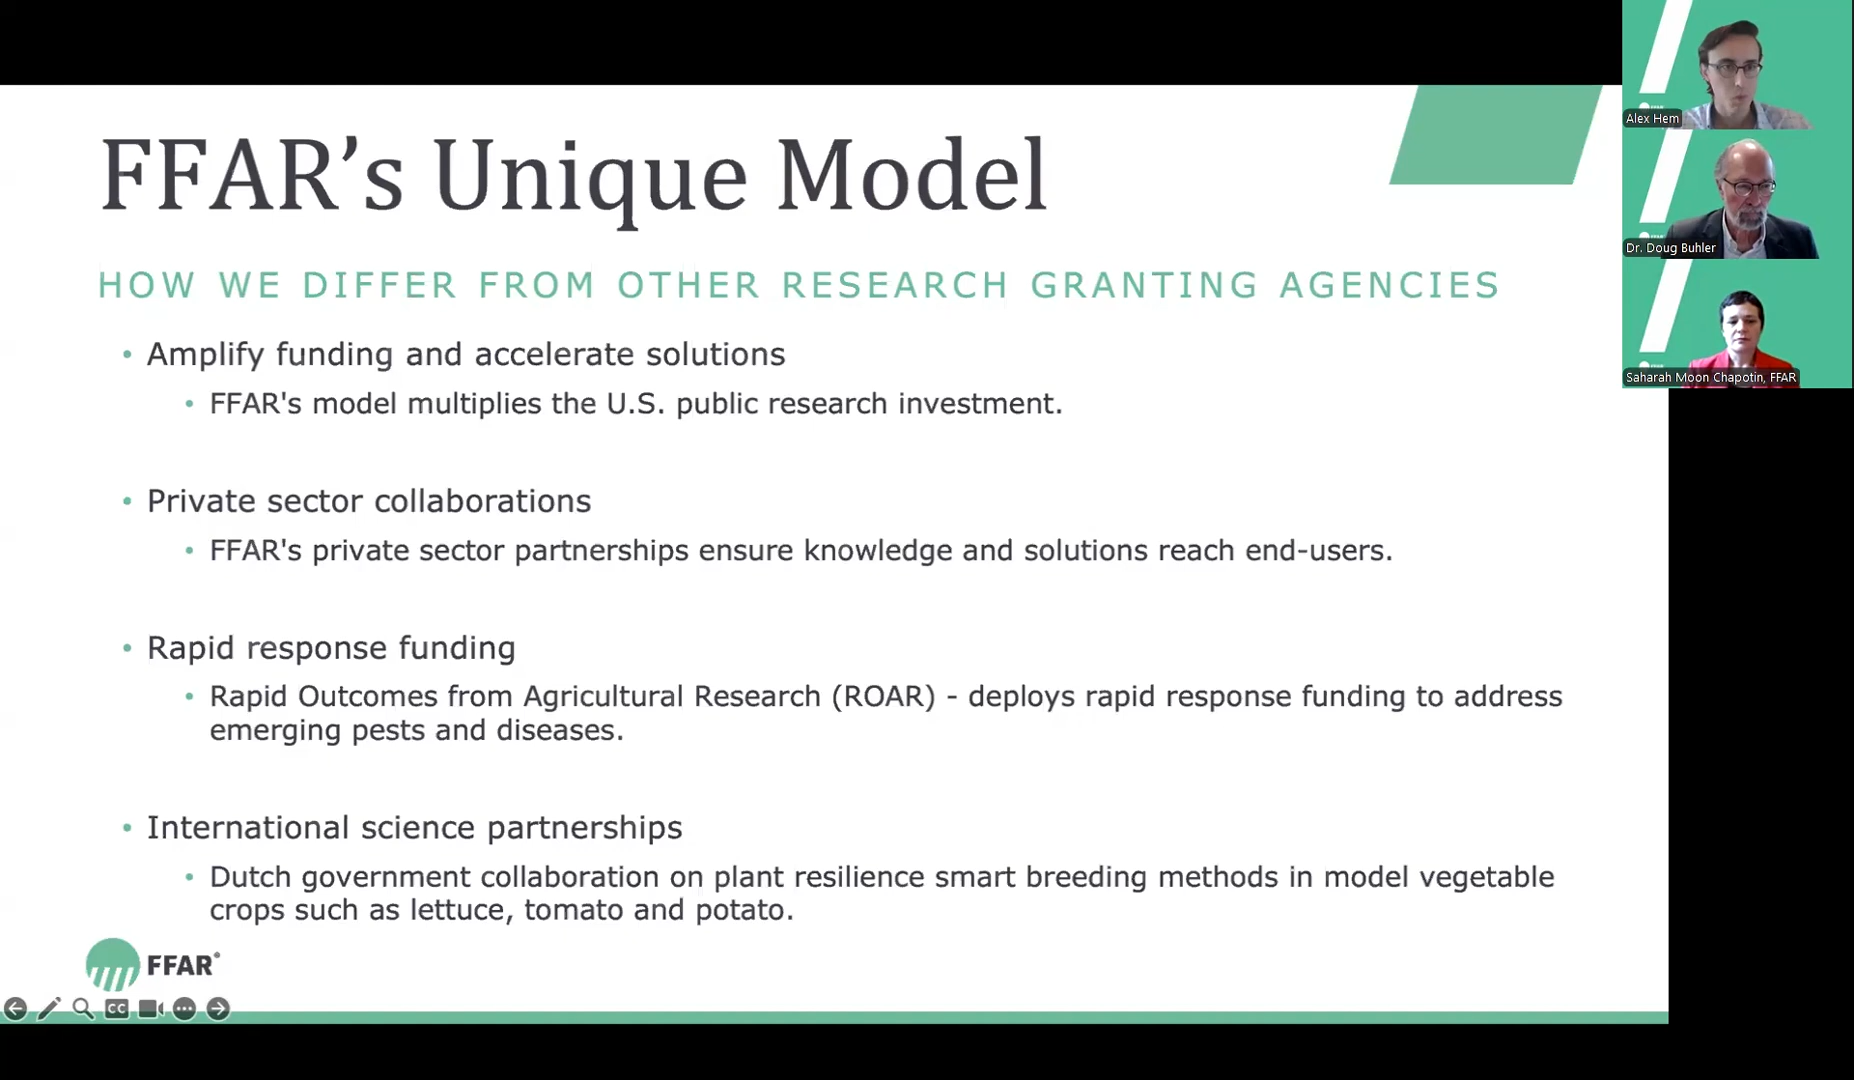 FFAR’s Unique Model
HOW WE DIFFER FROM OTHER RESEARCH GRANTING AGENCIES
• Amplify funding and accelerate solutions
• FFAR's model multiplies the U.S. public research investment.
• Private sector collaborations
• FFAR's private sector partnerships ensure knowledge and solutions reach end-users.
• Rapid response funding
• Rapid Outcomes from Agricultural Research (ROAR) - deploys rapid response funding to address
emerging pests and diseases.
• International science partnerships
• Dutch government collaboration on plant resilience smart breeding methods in model vegetable
crops such as lettuce, tomato and potato.
FFAR®
CC
Alex Hem
Dr. Doug Buhler
Saharah Moon Chapotin, FFAR